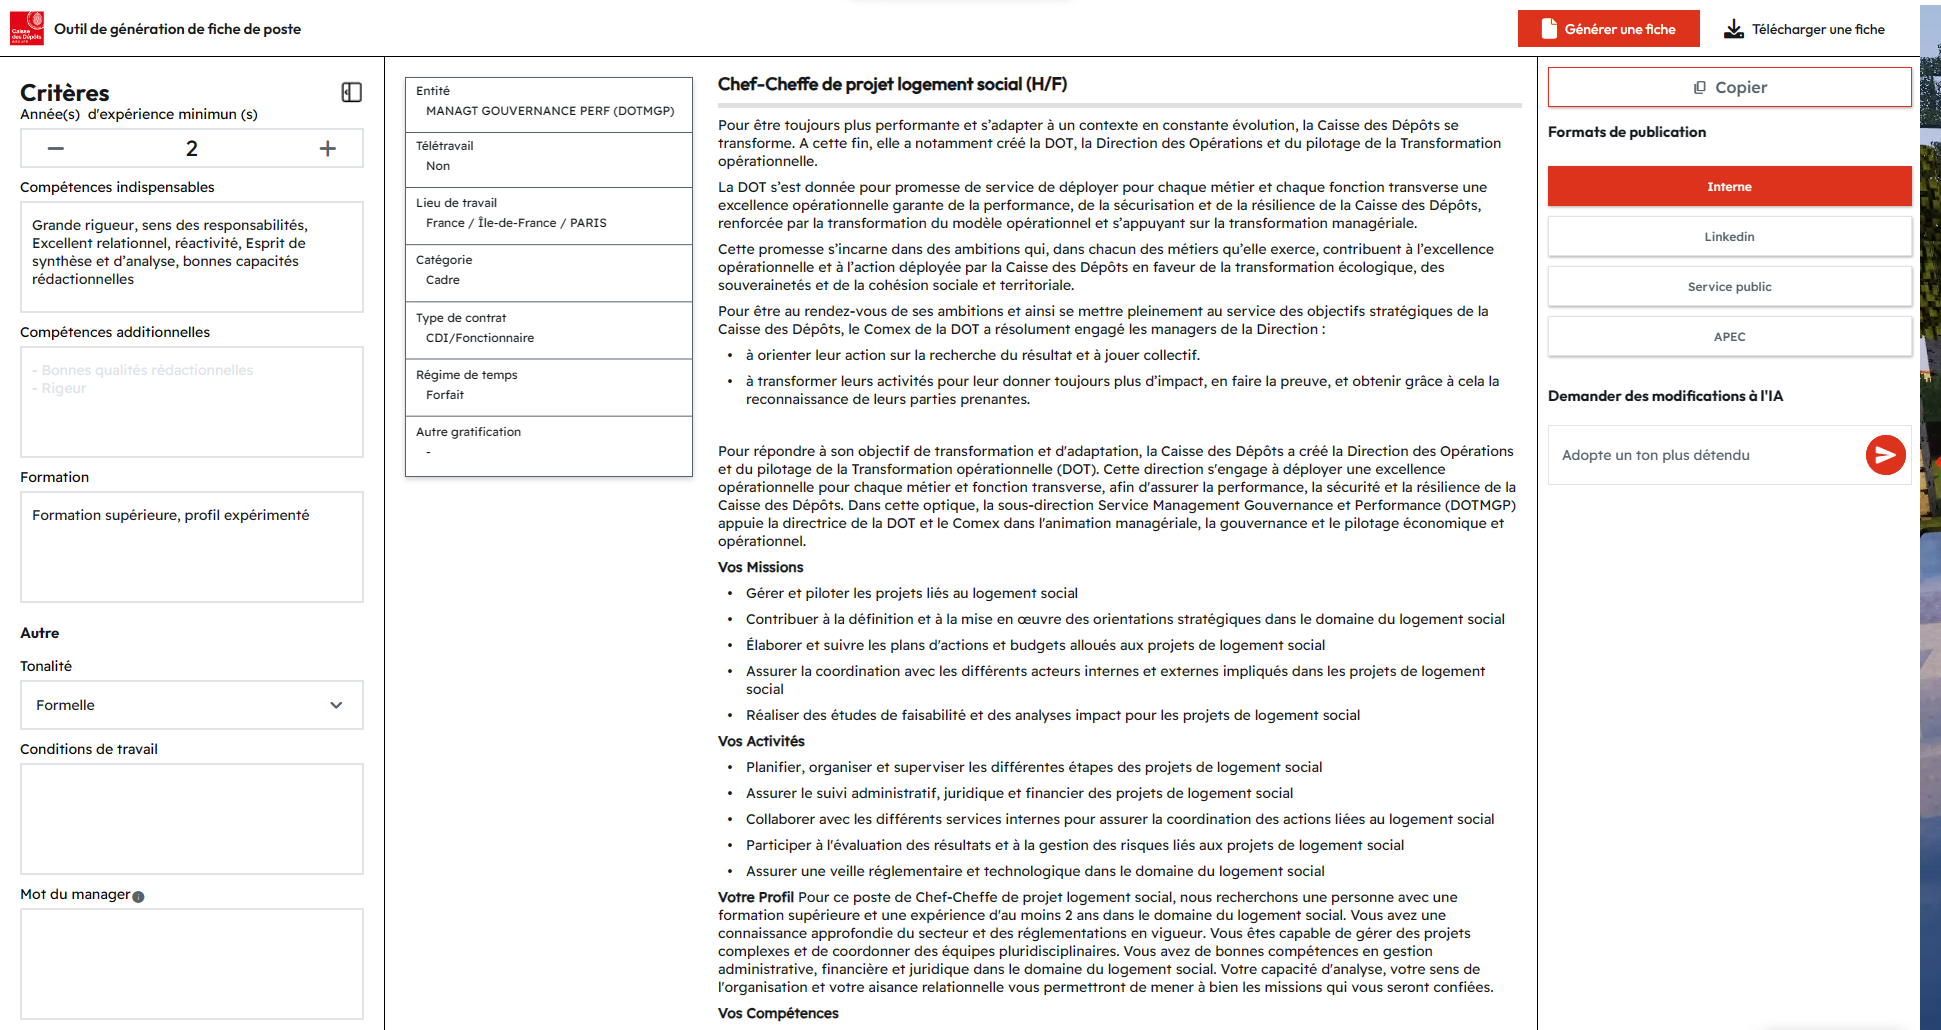 Caisse
des Dépôts
GROUPE
Outil de génération de fiche de poste
Générer une fiche
Télécharger une fiche
Critères
Année(s)  d'expérience minimun (s)
2
Compétences indispensables
Grande rigueur, sens des responsabilités,
Excellent relationnel, réactivité, Esprit de
synthèse et d’analyse, bonnes capacités
rédactionnelles
Compétences additionnelles
- Bonnes qualités rédactionnelles
- Rigeur
Formation
Formation supérieure, profil expérimenté
Autre
Tonalité
Formelle
Conditions de travail
Mot du manager
Entité
MANAGT GOUVERNANCE PERF (DOTMGP)
Télétravail
Non
Lieu de travail
France / Île-de-France / PARIS
Catégorie
Cadre
Type de contrat
CDI/Fonctionnaire
Régime de temps
Forfait
Autre gratification
-
Chef-Cheffe de projet logement social (H/F)
Pour être toujours plus performante et s’adapter à un contexte en constante évolution, la Caisse des Dépôts se
transforme. A cette fin, elle a notamment créé la DOT, la Direction des Opérations et du pilotage de la Transformation
opérationnelle.
La DOT s’est donnée pour promesse de service de déployer pour chaque métier et chaque fonction transverse une
excellence opérationnelle garante de la performance, de la sécurisation et de la résilience de la Caisse des Dépôts,
renforcée par la transformation du modèle opérationnel et s’appuyant sur la transformation managériale.
Cette promesse s’incarne dans des ambitions qui, dans chacun des métiers qu’elle exerce, contribuent à l’excellence
opérationnelle et à l’action déployée par la Caisse des Dépôts en faveur de la transformation écologique, des
souverainetés et de la cohésion sociale et territoriale.
Pour être au rendez-vous de ses ambitions et ainsi se mettre pleinement au service des objectifs stratégiques de la
Caisse des Dépôts, le Comex de la DOT a résolument engagé les managers de la Direction :
• à orienter leur action sur la recherche du résultat et à jouer collectif.
• à transformer leurs activités pour leur donner toujours plus d’impact, en faire la preuve, et obtenir grâce à cela la
reconnaissance de leurs parties prenantes.
Pour répondre à son objectif de transformation et d'adaptation, la Caisse des Dépôts a créé la Direction des Opérations
et du pilotage de la Transformation opérationnelle (DOT). Cette direction s'engage à déployer une excellence
opérationnelle pour chaque métier et fonction transverse, afin d'assurer la performance, la sécurité et la résilience de la
Caisse des Dépôts. Dans cette optique, la sous-direction Service Management Gouvernance et Performance (DOTMGP)
appuie la directrice de la DOT et le Comex dans l'animation managériale, la gouvernance et le pilotage économique et
opérationnel.
Vos Missions
• Gérer et piloter les projets liés au logement social
• Contribuer à la définition et à la mise en œuvre des orientations stratégiques dans le domaine du logement social
• Élaborer et suivre les plans d'actions et budgets alloués aux projets de logement social
• Assurer la coordination avec les différents acteurs internes et externes impliqués dans les projets de logement
social
• Réaliser des études de faisabilité et des analyses impact pour les projets de logement social
Vos Activités
• Planifier, organiser et superviser les différentes étapes des projets de logement social
• Assurer le suivi administratif, juridique et financier des projets de logement social
• Collaborer avec les différents services internes pour assurer la coordination des actions liées au logement social
• Participer à l'évaluation des résultats et à la gestion des risques liés aux projets de logement social
• Assurer une veille réglementaire et technologique dans le domaine du logement social
Votre Profil Pour ce poste de Chef-Cheffe de projet logement social, nous recherchons une personne avec une
formation supérieure et une expérience d'au moins 2 ans dans le domaine du logement social. Vous avez une
connaissance approfondie du secteur et des réglementations en vigueur. Vous êtes capable de gérer des projets
complexes et de coordonner des équipes pluridisciplinaires. Vous avez de bonnes compétences en gestion
administrative, financière et juridique dans le domaine du logement social. Votre capacité d'analyse, votre sens de
l'organisation et votre aisance relationnelle vous permettront de mener à bien les missions qui vous seront confiées.
Vos Compétences
Copier
Formats de publication
Interne
Linkedin
Service public
APEC
Demander des modifications à l'IA
Adopte un ton plus détendu